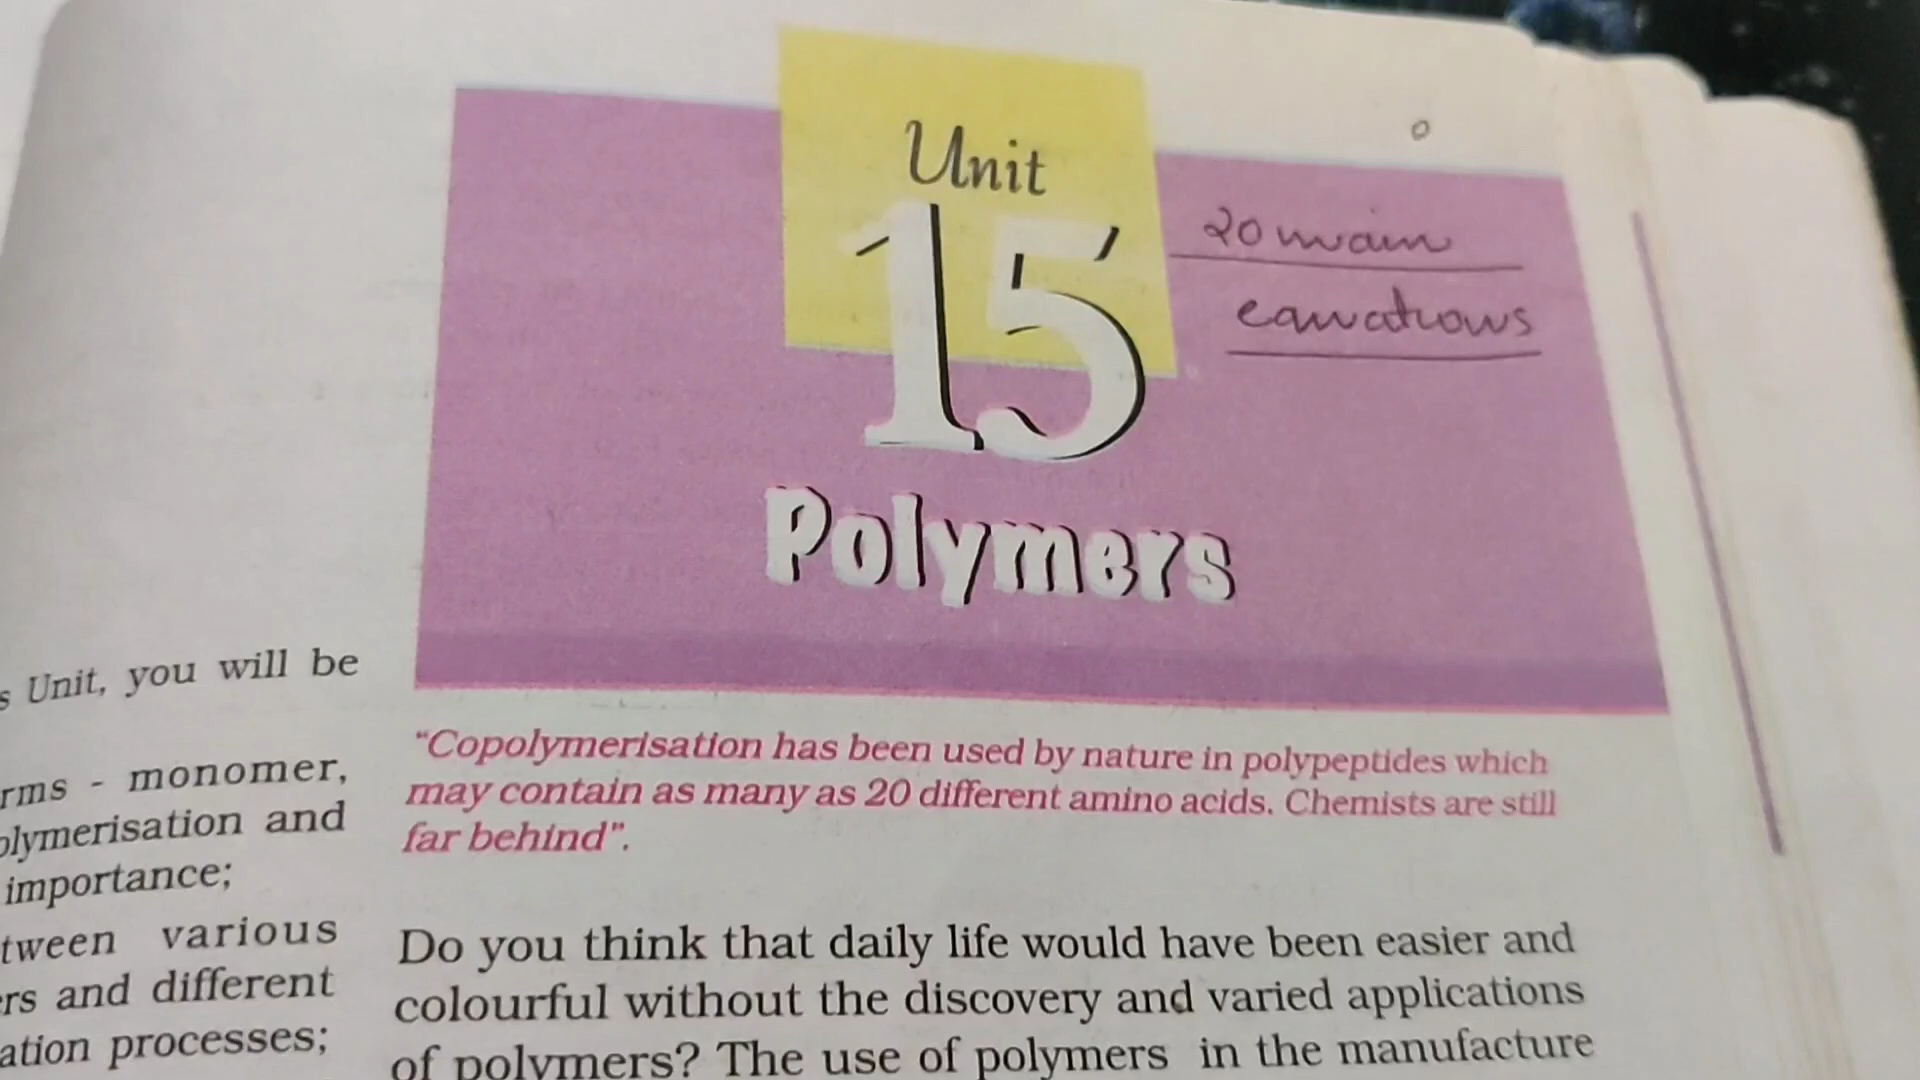 Unit
15
20 main
equations
Polymers
s Unit, you will be
rms - monomer,
olymerisation and
importance;
tween various
rs and different
ation processes;
"Copolymerisation has been used by nature in polypeptides which
may contain as many as 20 different amino acids. Chemists are still
far behind".
Do you think that daily life would have been easier and
colourful without the discovery and varied applications
of polymers? The use of polymers in the manufacture